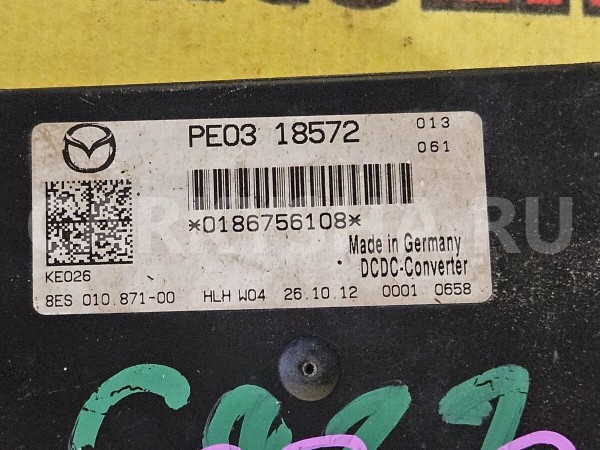 PE03 18572
013
061
*0186756108*
Made in Germany
DCDC-Converter
KE026
8ES 010.871-00 HLH W04 26.10.12 0001 0658